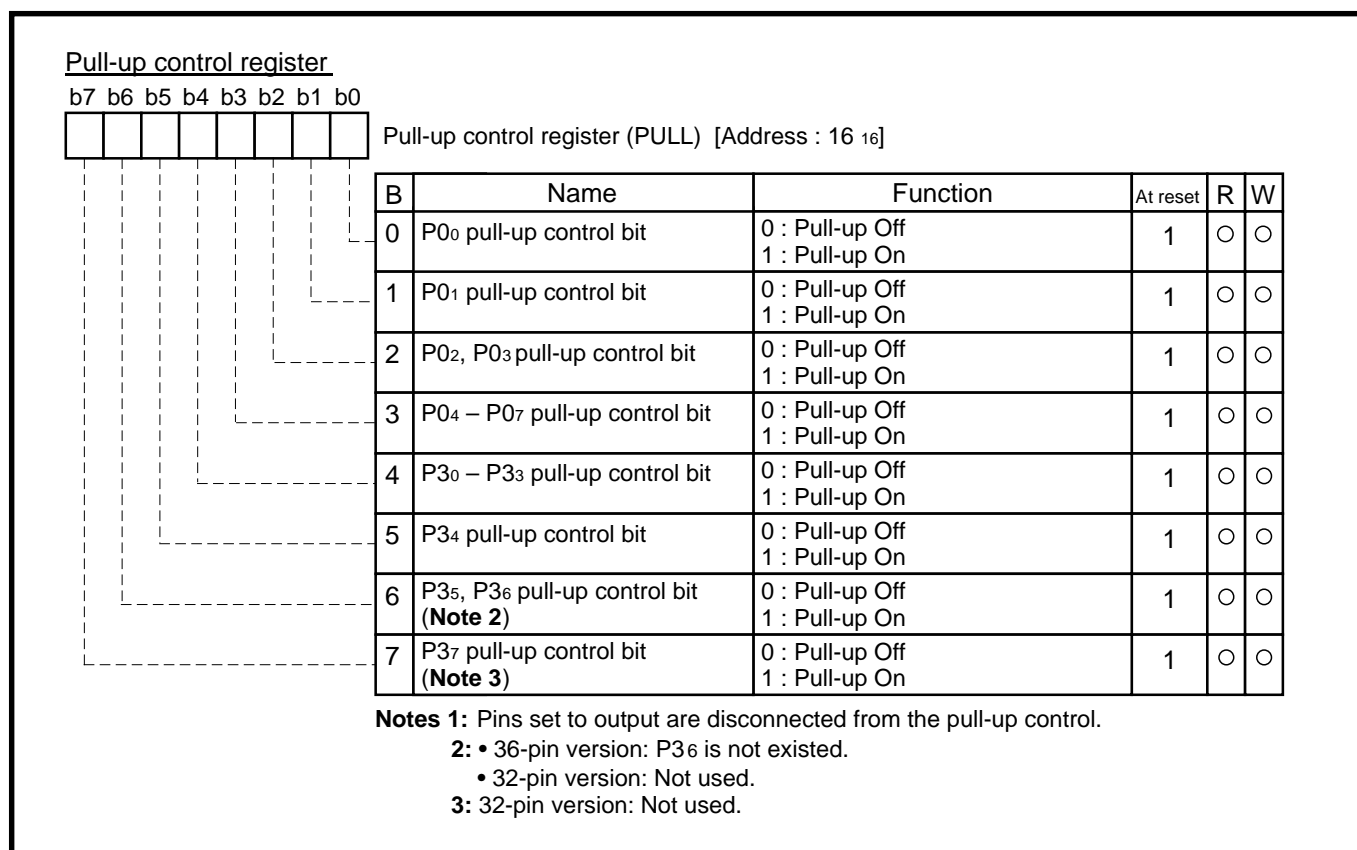 Pull-up control register
b7 b6 b5 b4 b3 b2 b1 b0
Pull-up control register (PULL) [Address : 16 16]
B Name Function At reset R W
0 P00 pull-up control bit 0 : Pull-up Off 1 ○ ○
1 : Pull-up On
1 P01 pull-up control bit 0 : Pull-up Off 1 ○ ○
1 : Pull-up On
2 P02, P03 pull-up control bit 0 : Pull-up Off 1 ○ ○
1 : Pull-up On
3 P04 – P07 pull-up control bit 0 : Pull-up Off 1 ○ ○
1 : Pull-up On
4 P30 – P33 pull-up control bit 0 : Pull-up Off 1 ○ ○
1 : Pull-up On
5 P34 pull-up control bit 0 : Pull-up Off 1 ○ ○
1 : Pull-up On
6 P35, P36 pull-up control bit 0 : Pull-up Off 1 ○ ○
(Note 2) 1 : Pull-up On
7 P37 pull-up control bit 0 : Pull-up Off 1 ○ ○
(Note 3) 1 : Pull-up On
Notes 1: Pins set to output are disconnected from the pull-up control.
2: • 36-pin version: P36 is not existed.
• 32-pin version: Not used.
3: 32-pin version: Not used.